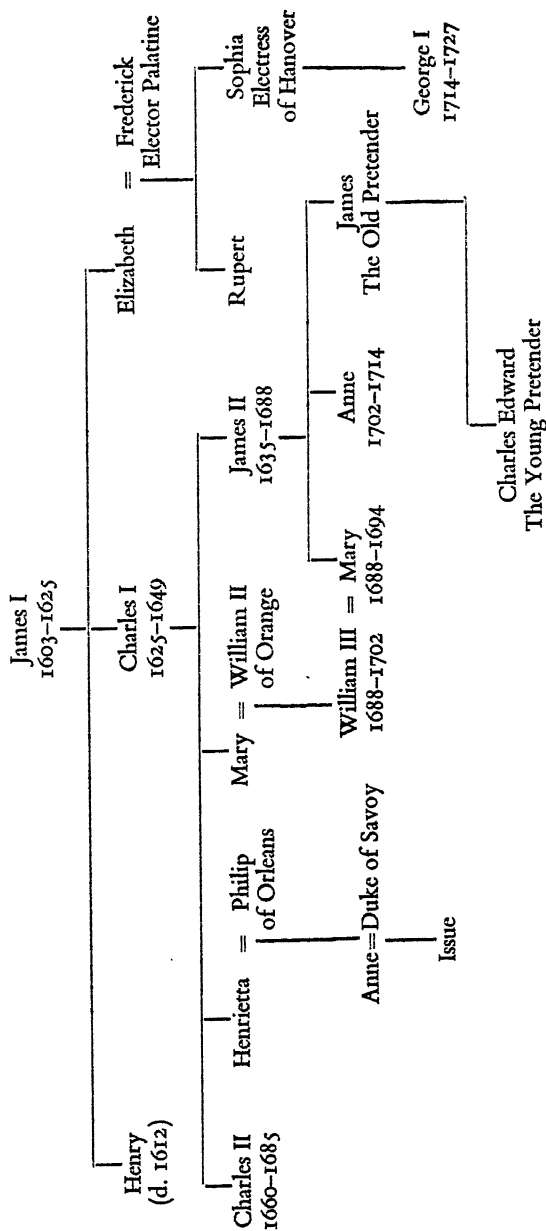 James I
1603–1625
Henry
(d. 1612)
Charles I
1625–1649
Elizabeth
= Frederick
Elector Palatine
Charles II
1660–1685
Henrietta
= Philip
of Orleans
Mary
= William II
of Orange
James II
1635–1688
Rupert
Sophia
Electress
of Hanover
Anne=Duke of Savoy
William III = Mary
1688–1702
1688–1694
Anne
1702–1714
James
The Old Pretender
George I
1714–1727
Issue
Charles Edward
The Young Pretender